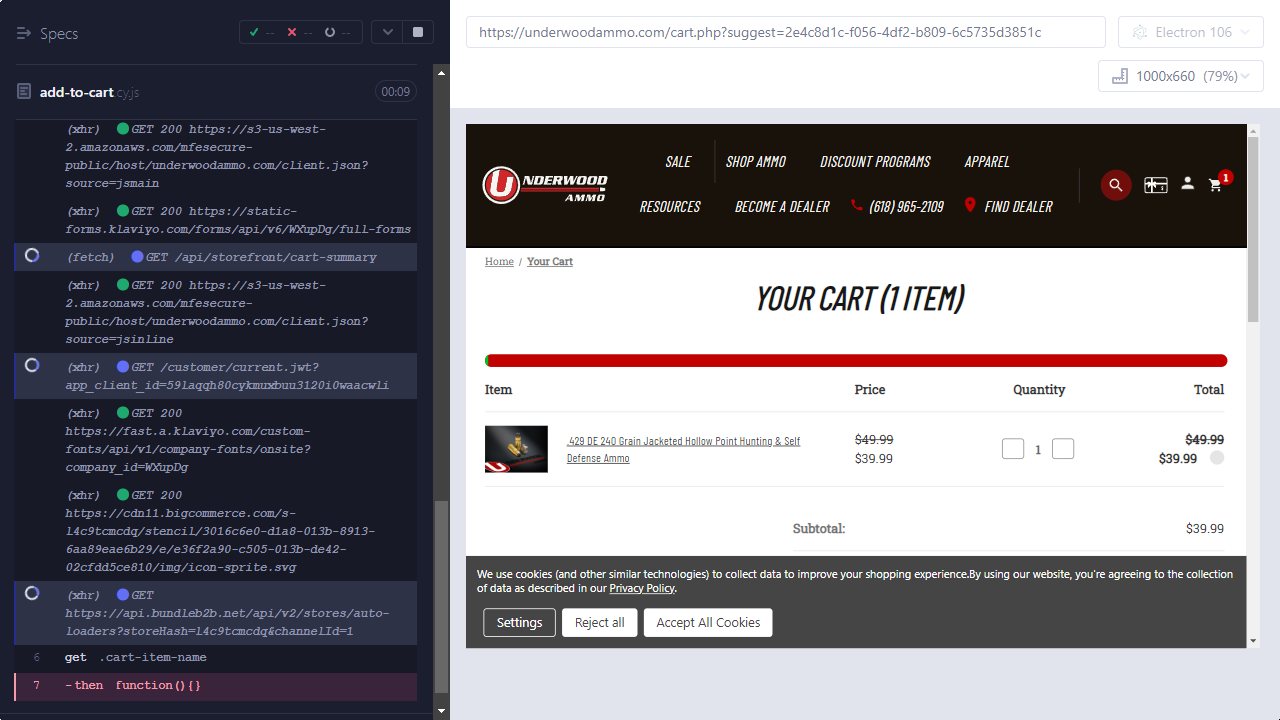 Specs
--
--
--
add-to-cart.cy.js
00:09
(xhr) GET 200 https://s3-us-west-
2.amazonaws.com/mfesecure-
public/host/underwoodammo.com/client.json?
source=jsmain
(xhr) GET 200 https://static-
forms.klaviyo.com/forms/api/v6/WXupDg/full-forms
(fetch) GET /api/storefront/cart-summary
(xhr) GET 200 https://s3-us-west-
2.amazonaws.com/mfesecure-
public/host/underwoodammo.com/client.json?
source=jsinline
(xhr) GET /customer/current.jwt?
app_client_id=59laqqh80cykmuxbuu3120i0waacwli
(xhr) GET 200
https://fast.a.klaviyo.com/custom-
fonts/api/v1/company-fonts/onsite?
company_id=WXupDg
(xhr) GET 200
https://cdn11.bigcommerce.com/s-
l4c9tcmcdq/stencil/3016c6e0-d1a8-013b-8913-
6aa89eae6b29/e/e36f2a90-c505-013b-de42-
02cfdd5ce810/img/icon-sprite.svg
(xhr) GET
https://api.bundleb2b.net/api/v2/stores/auto-
loaders?storeHash=l4c9tcmcdq&channelId=1
6 get .cart-item-name
7 -then function(){}
https://underwoodammo.com/cart.php?suggest=2e4c8d1c-f056-4df2-b809-6c5735d3851c
Electron 106
1000x660 (79%)
UNDERWOOD
AMMO
SALE
SHOP AMMO
DISCOUNT PROGRAMS
APPAREL
RESOURCES
BECOME A DEALER
(618) 965-2109
FIND DEALER
1
Home / Your Cart
YOUR CART (1 ITEM)
Item Price Quantity Total
.429 DE 240 Grain Jacketed Hollow Point Hunting & Self
Defense Ammo
$49.99
$39.99
1
$49.99
$39.99
Subtotal: $39.99
We use cookies (and other similar technologies) to collect data to improve your shopping experience.By using our website, you're agreeing to the collection
of data as described in our Privacy Policy.
Settings
Reject all
Accept All Cookies